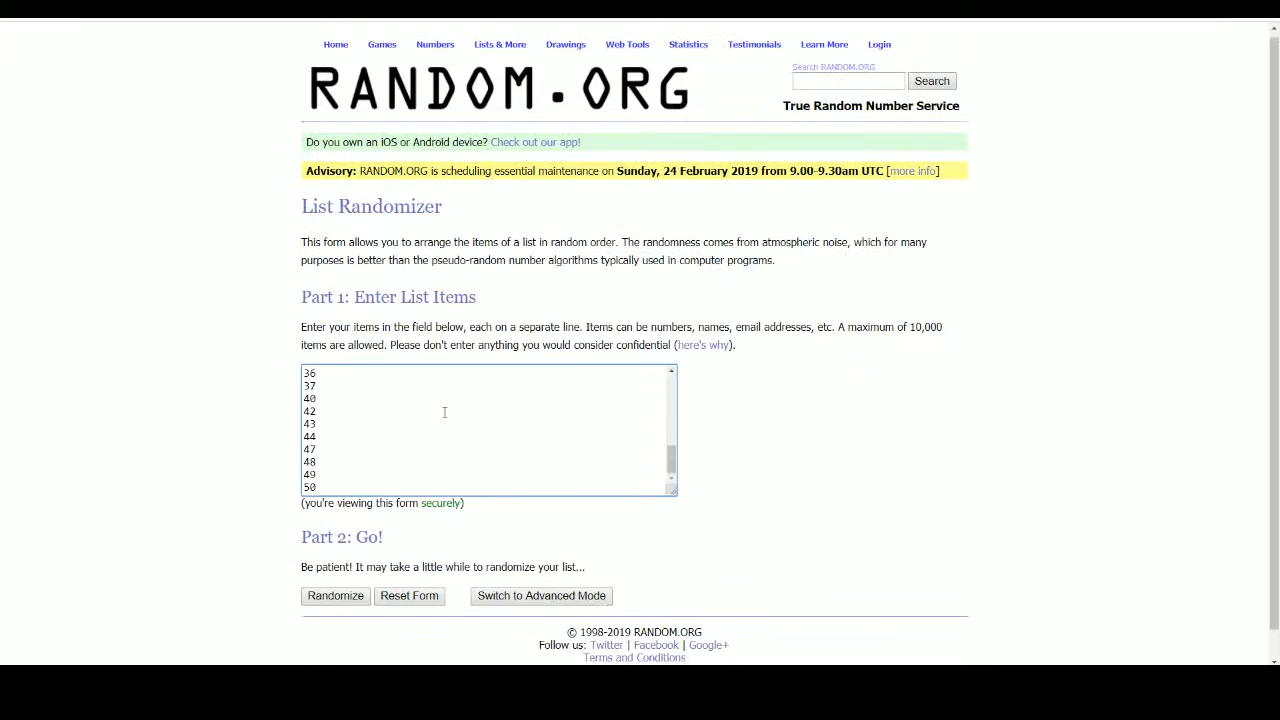 Home Games Numbers Lists & More Drawings Web Tools Statistics Testimonials Learn More Login
RANDOM.ORG
Search RANDOM.ORG
Search
True Random Number Service
Do you own an iOS or Android device? Check out our app!
Advisory: RANDOM.ORG is scheduling essential maintenance on Sunday, 24 February 2019 from 9.00-9.30am UTC [more info]
List Randomizer
This form allows you to arrange the items of a list in random order. The randomness comes from atmospheric noise, which for many
purposes is better than the pseudo-random number algorithms typically used in computer programs.
Part 1: Enter List Items
Enter your items in the field below, each on a separate line. Items can be numbers, names, email addresses, etc. A maximum of 10,000
items are allowed. Please don't enter anything you would consider confidential (here's why).
36
37
40
42
43
44
47
48
49
50
(you're viewing this form securely)
Part 2: Go!
Be patient! It may take a little while to randomize your list...
Randomize Reset Form Switch to Advanced Mode
© 1998-2019 RANDOM.ORG
Follow us: Twitter | Facebook | Google+
Terms and Conditions